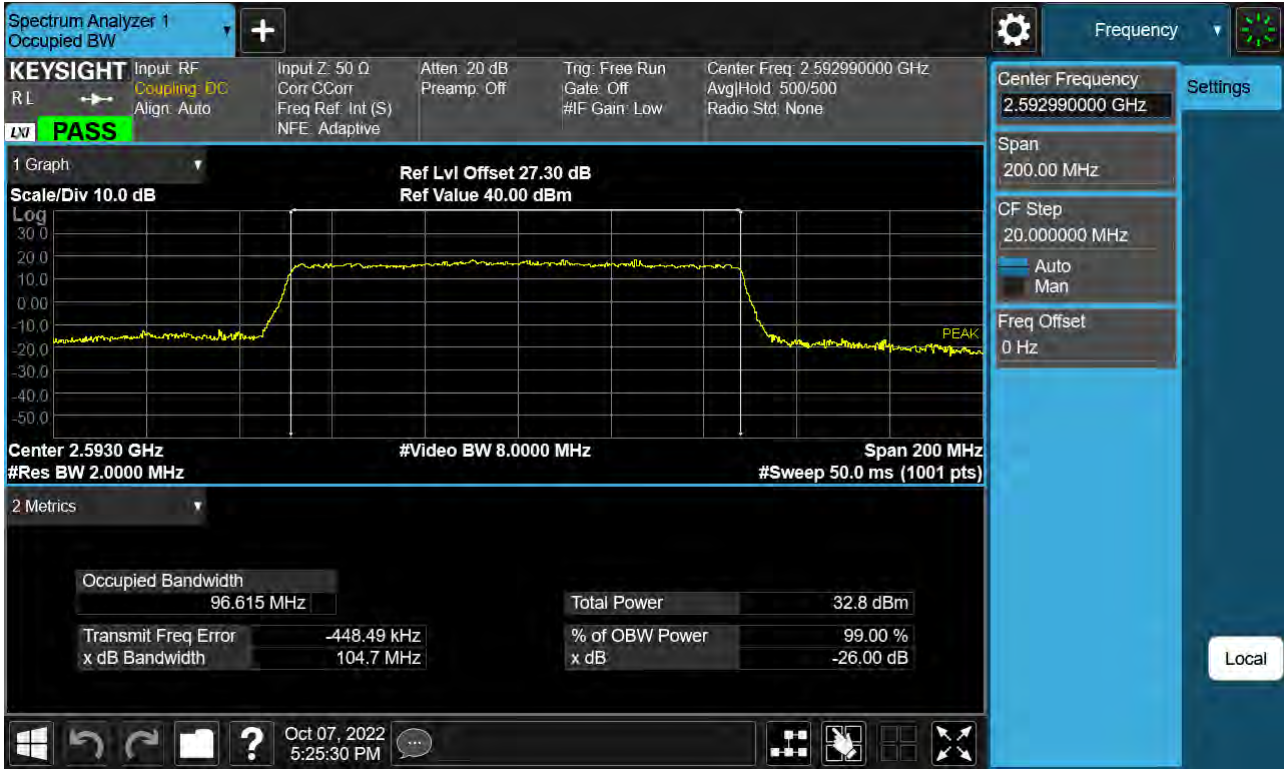 Spectrum Analyzer 1
Occupied BW
Frequency
KEYSIGHT
R L
LXI PASS
Input: RF
Coupling: DC
Align: Auto
Input Z: 50 Ω
Corr CCorr
Freq Ref: Int (S)
NFE: Adaptive
Atten: 20 dB
Preamp: Off
Trig: Free Run
Gate: Off
#IF Gain: Low
Center Freq: 2.592990000 GHz
Avg|Hold: 500/500
Radio Std: None
Center Frequency
2.592990000 GHz
Settings
Span
200.00 MHz
CF Step
20.000000 MHz
Auto
Man
Freq Offset
0 Hz
Local
1 Graph
Scale/Div 10.0 dB
Ref Lvl Offset 27.30 dB
Ref Value 40.00 dBm
Log
30.0
20.0
10.0
0.00
-10.0
-20.0
-30.0
-40.0
-50.0
PEAK
Center 2.5930 GHz
#Video BW 8.0000 MHz
Span 200 MHz
#Res BW 2.0000 MHz
#Sweep 50.0 ms (1001 pts)
2 Metrics
Occupied Bandwidth
96.615 MHz
Total Power 32.8 dBm
Transmit Freq Error -448.49 kHz
% of OBW Power 99.00 %
x dB Bandwidth 104.7 MHz
x dB -26.00 dB
?
Oct 07, 2022
5:25:30 PM